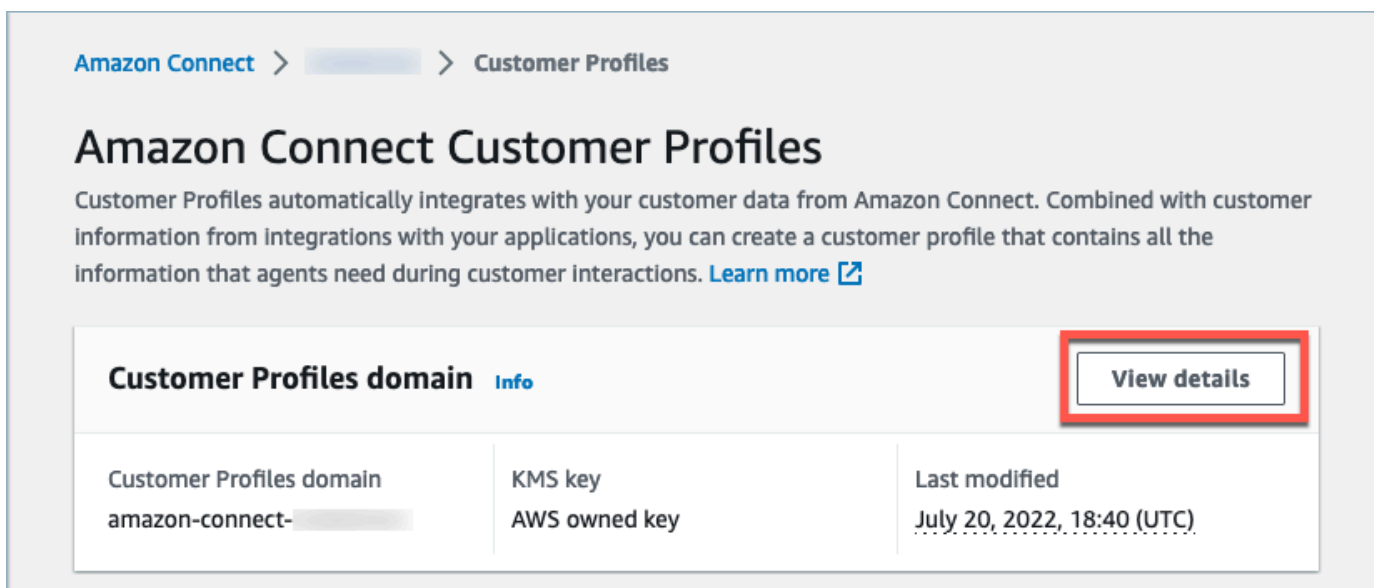 Amazon Connect > > Customer Profiles
Amazon Connect Customer Profiles
Customer Profiles automatically integrates with your customer data from Amazon Connect. Combined with customer
information from integrations with your applications, you can create a customer profile that contains all the
information that agents need during customer interactions. Learn more
Customer Profiles domain Info
View details
Customer Profiles domain
amazon-connect-
KMS key
AWS owned key
Last modified
July 20, 2022, 18:40 (UTC)